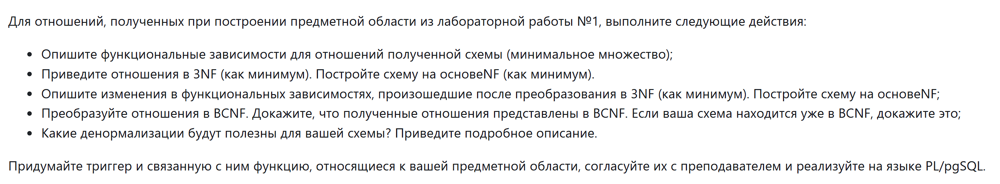 Для отношений, полученных при построении предметной области из лабораторной работы №1, выполните следующие действия:
• Опишите функциональные зависимости для отношений полученной схемы (минимальное множество);
• Приведите отношения в 3NF (как минимум). Постройте схему на основеNF (как минимум).
• Опишите изменения в функциональных зависимостях, произошедшие после преобразования в 3NF (как минимум). Постройте схему на основеNF;
• Преобразуйте отношения в BCNF. Докажите, что полученные отношения представлены в BCNF. Если ваша схема находится уже в BCNF, докажите это;
• Какие денормализации будут полезны для вашей схемы? Приведите подробное описание.
Придумайте триггер и связанную с ним функцию, относящиеся к вашей предметной области, согласуйте их с преподавателем и реализуйте на языке PL/pgSQL.